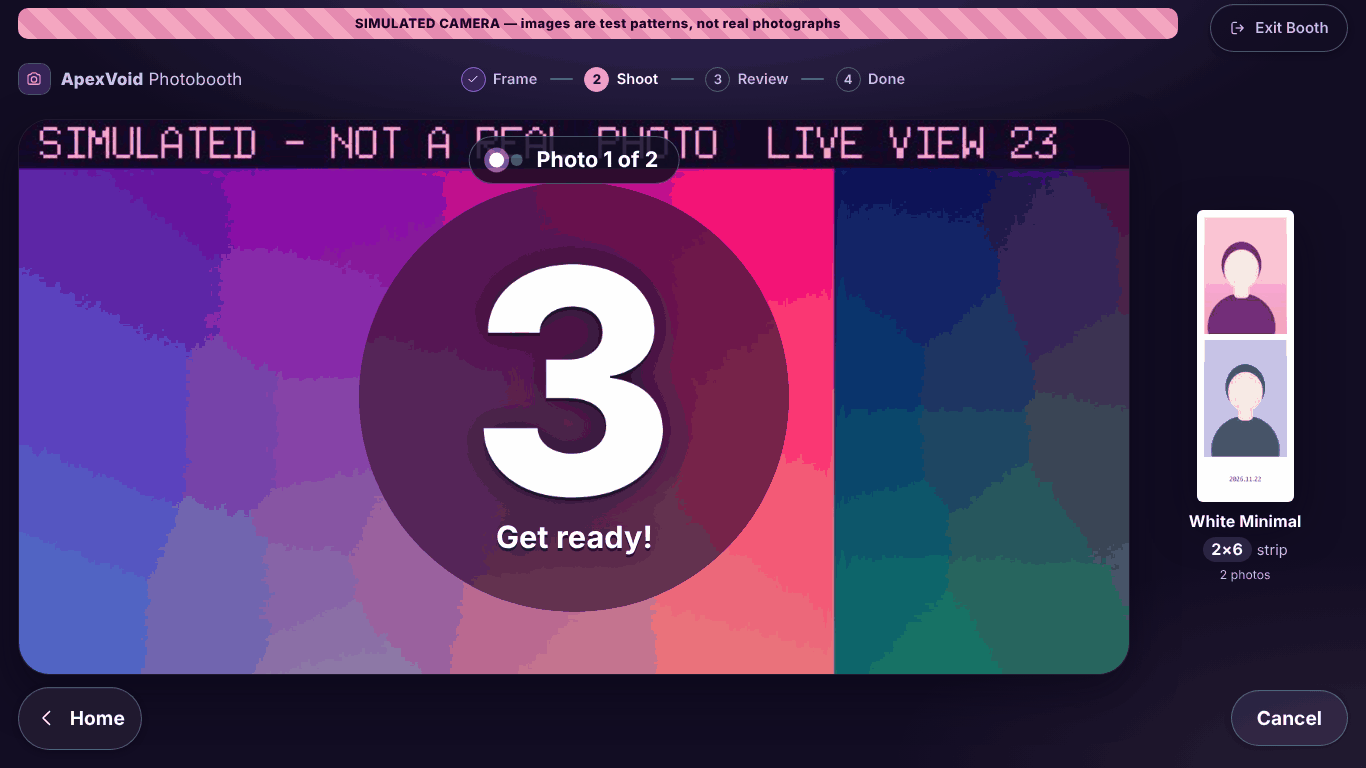 SIMULATED CAMERA — images are test patterns, not real photographs
Exit Booth
ApexVoid Photobooth
Frame
2 Shoot
3 Review
4 Done
SIMULATED - NOT A REAL PHOTO LIVE VIEW 23
Photo 1 of 2
3
Get ready!
2026.11.22
White Minimal
2×6 strip
2 photos
Home
Cancel